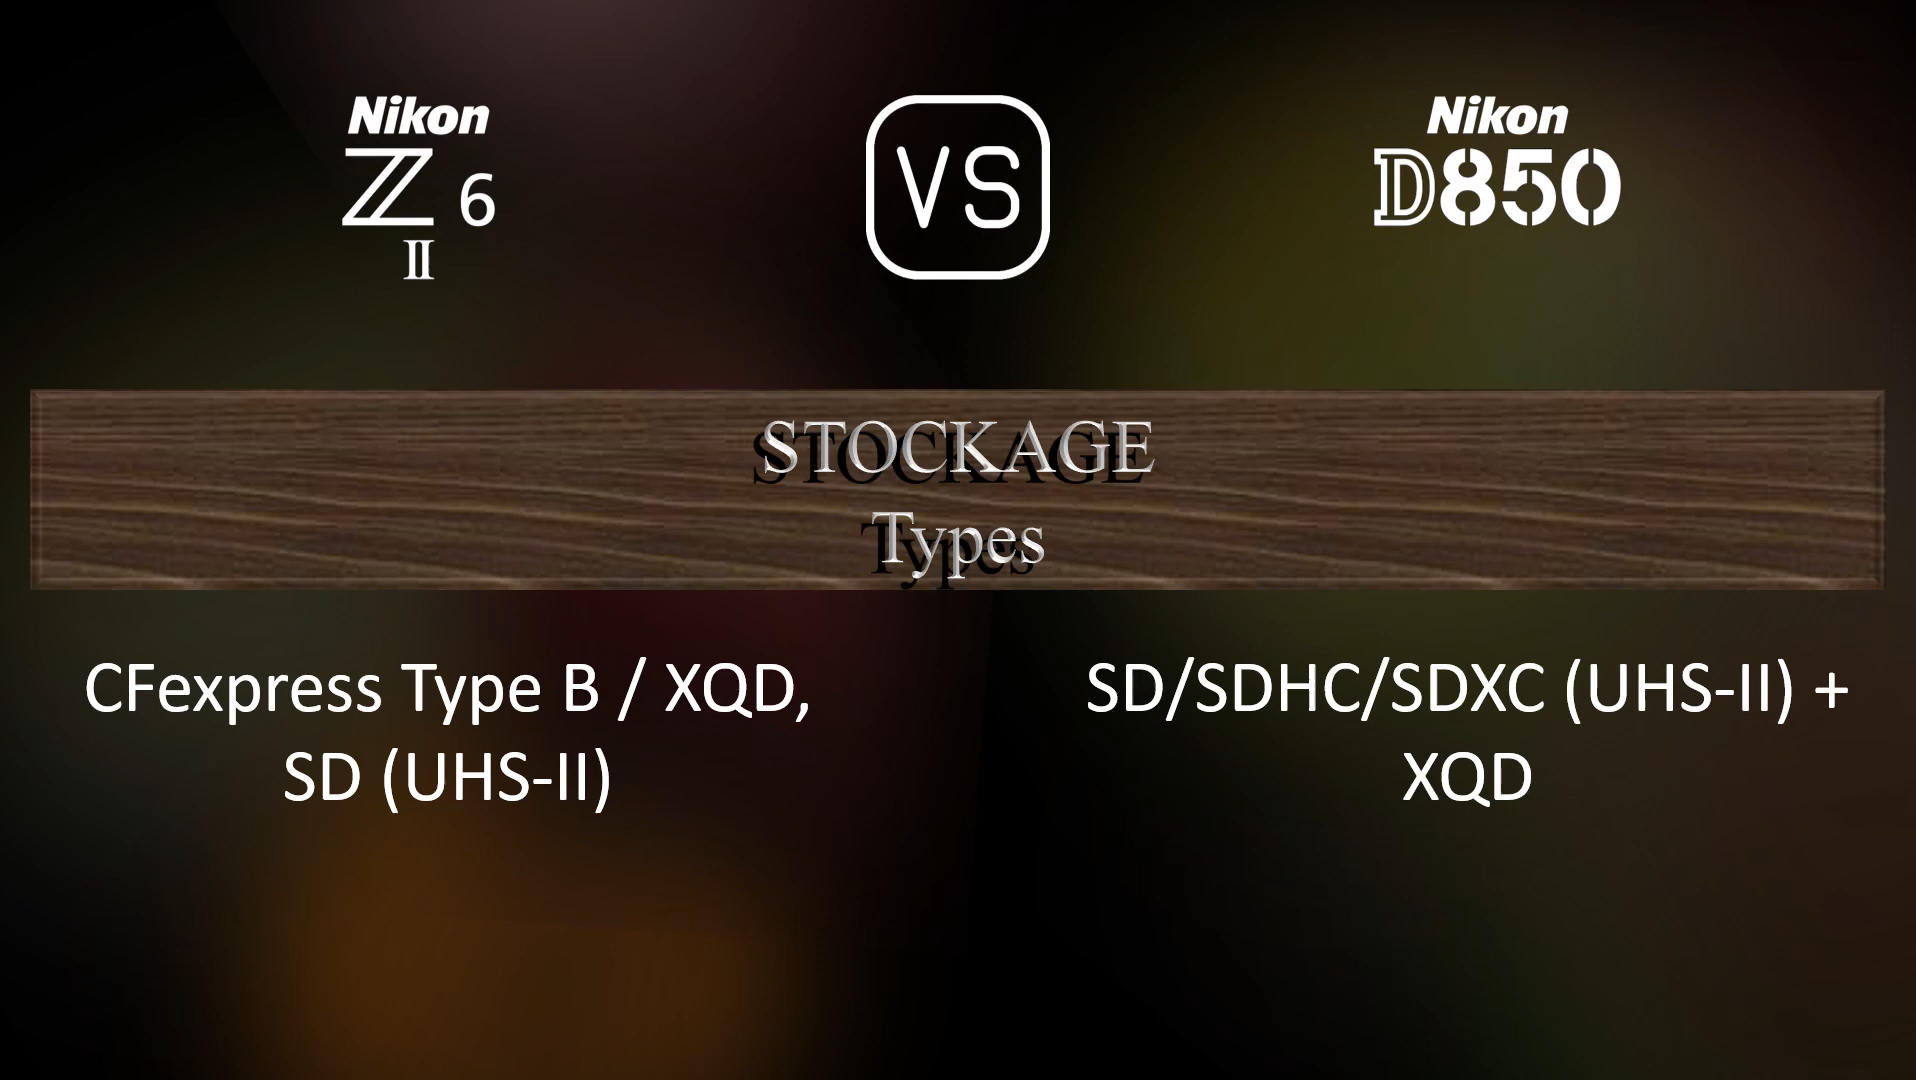 Nikon
Z 6
II
VS
Nikon
D850
STOCKAGE
Types
CFexpress Type B / XQD,
SD (UHS-II)
SD/SDHC/SDXC (UHS-II) +
XQD